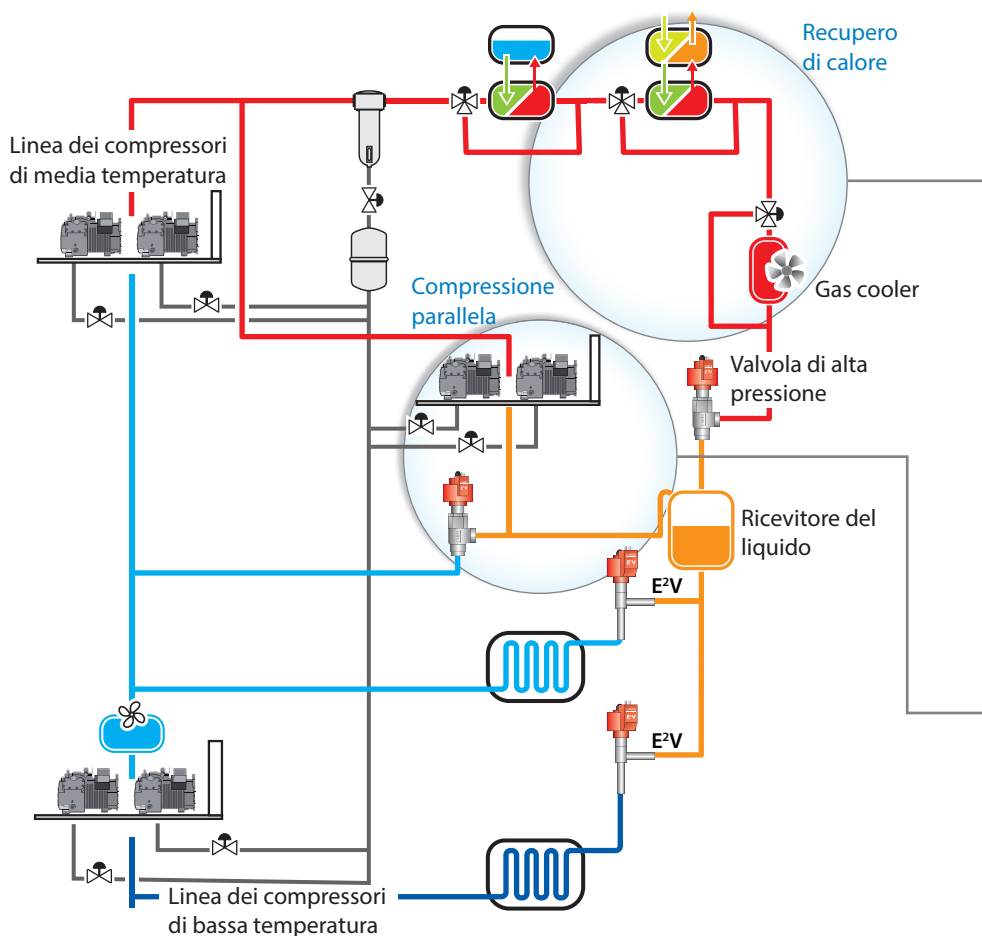 Recupero
di calore
Linea dei compressori
di media temperatura
Compressione
parallela
Gas cooler
Valvola di alta
pressione
Ricevitore del
liquido
E²V
E²V
Linea dei compressori
di bassa temperatura